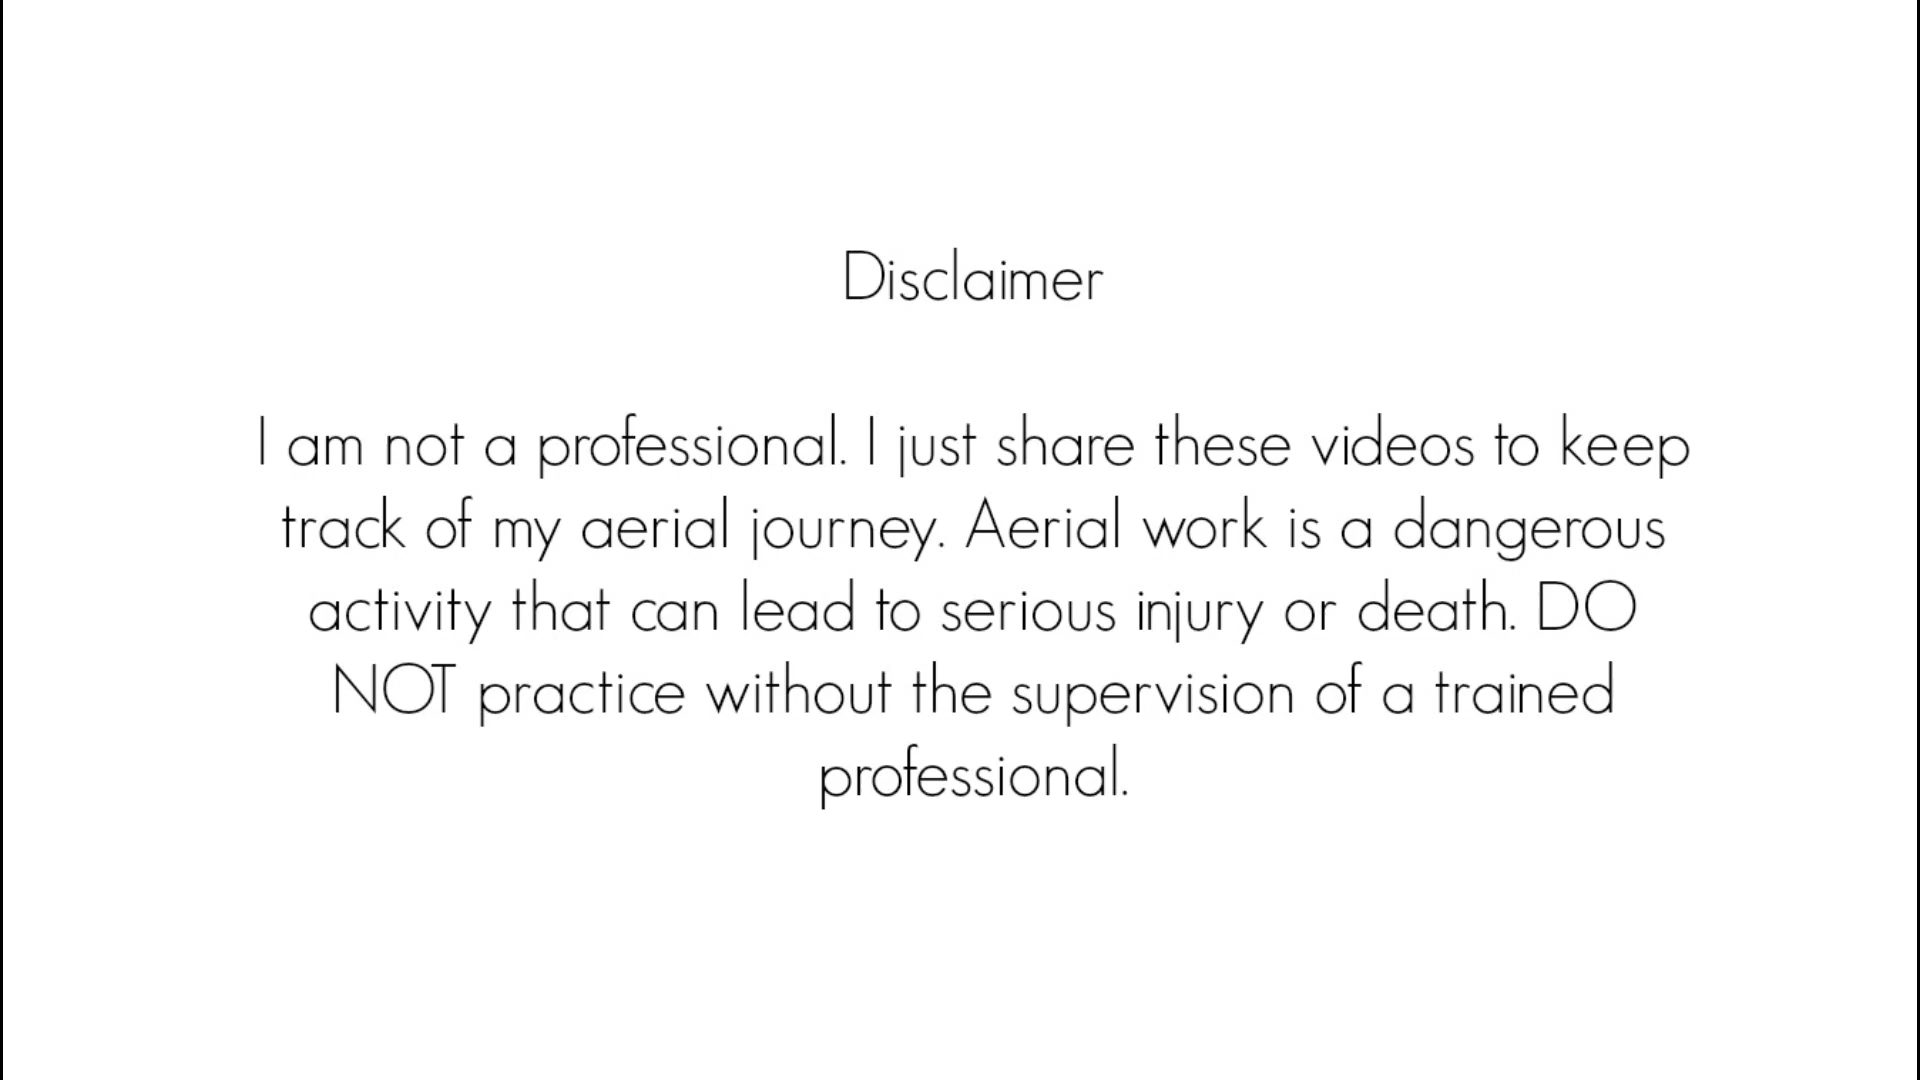 Disclaimer
I am not a professional. I just share these videos to keep
track of my aerial journey. Aerial work is a dangerous
activity that can lead to serious injury or death. DO
NOT practice without the supervision of a trained
professional.